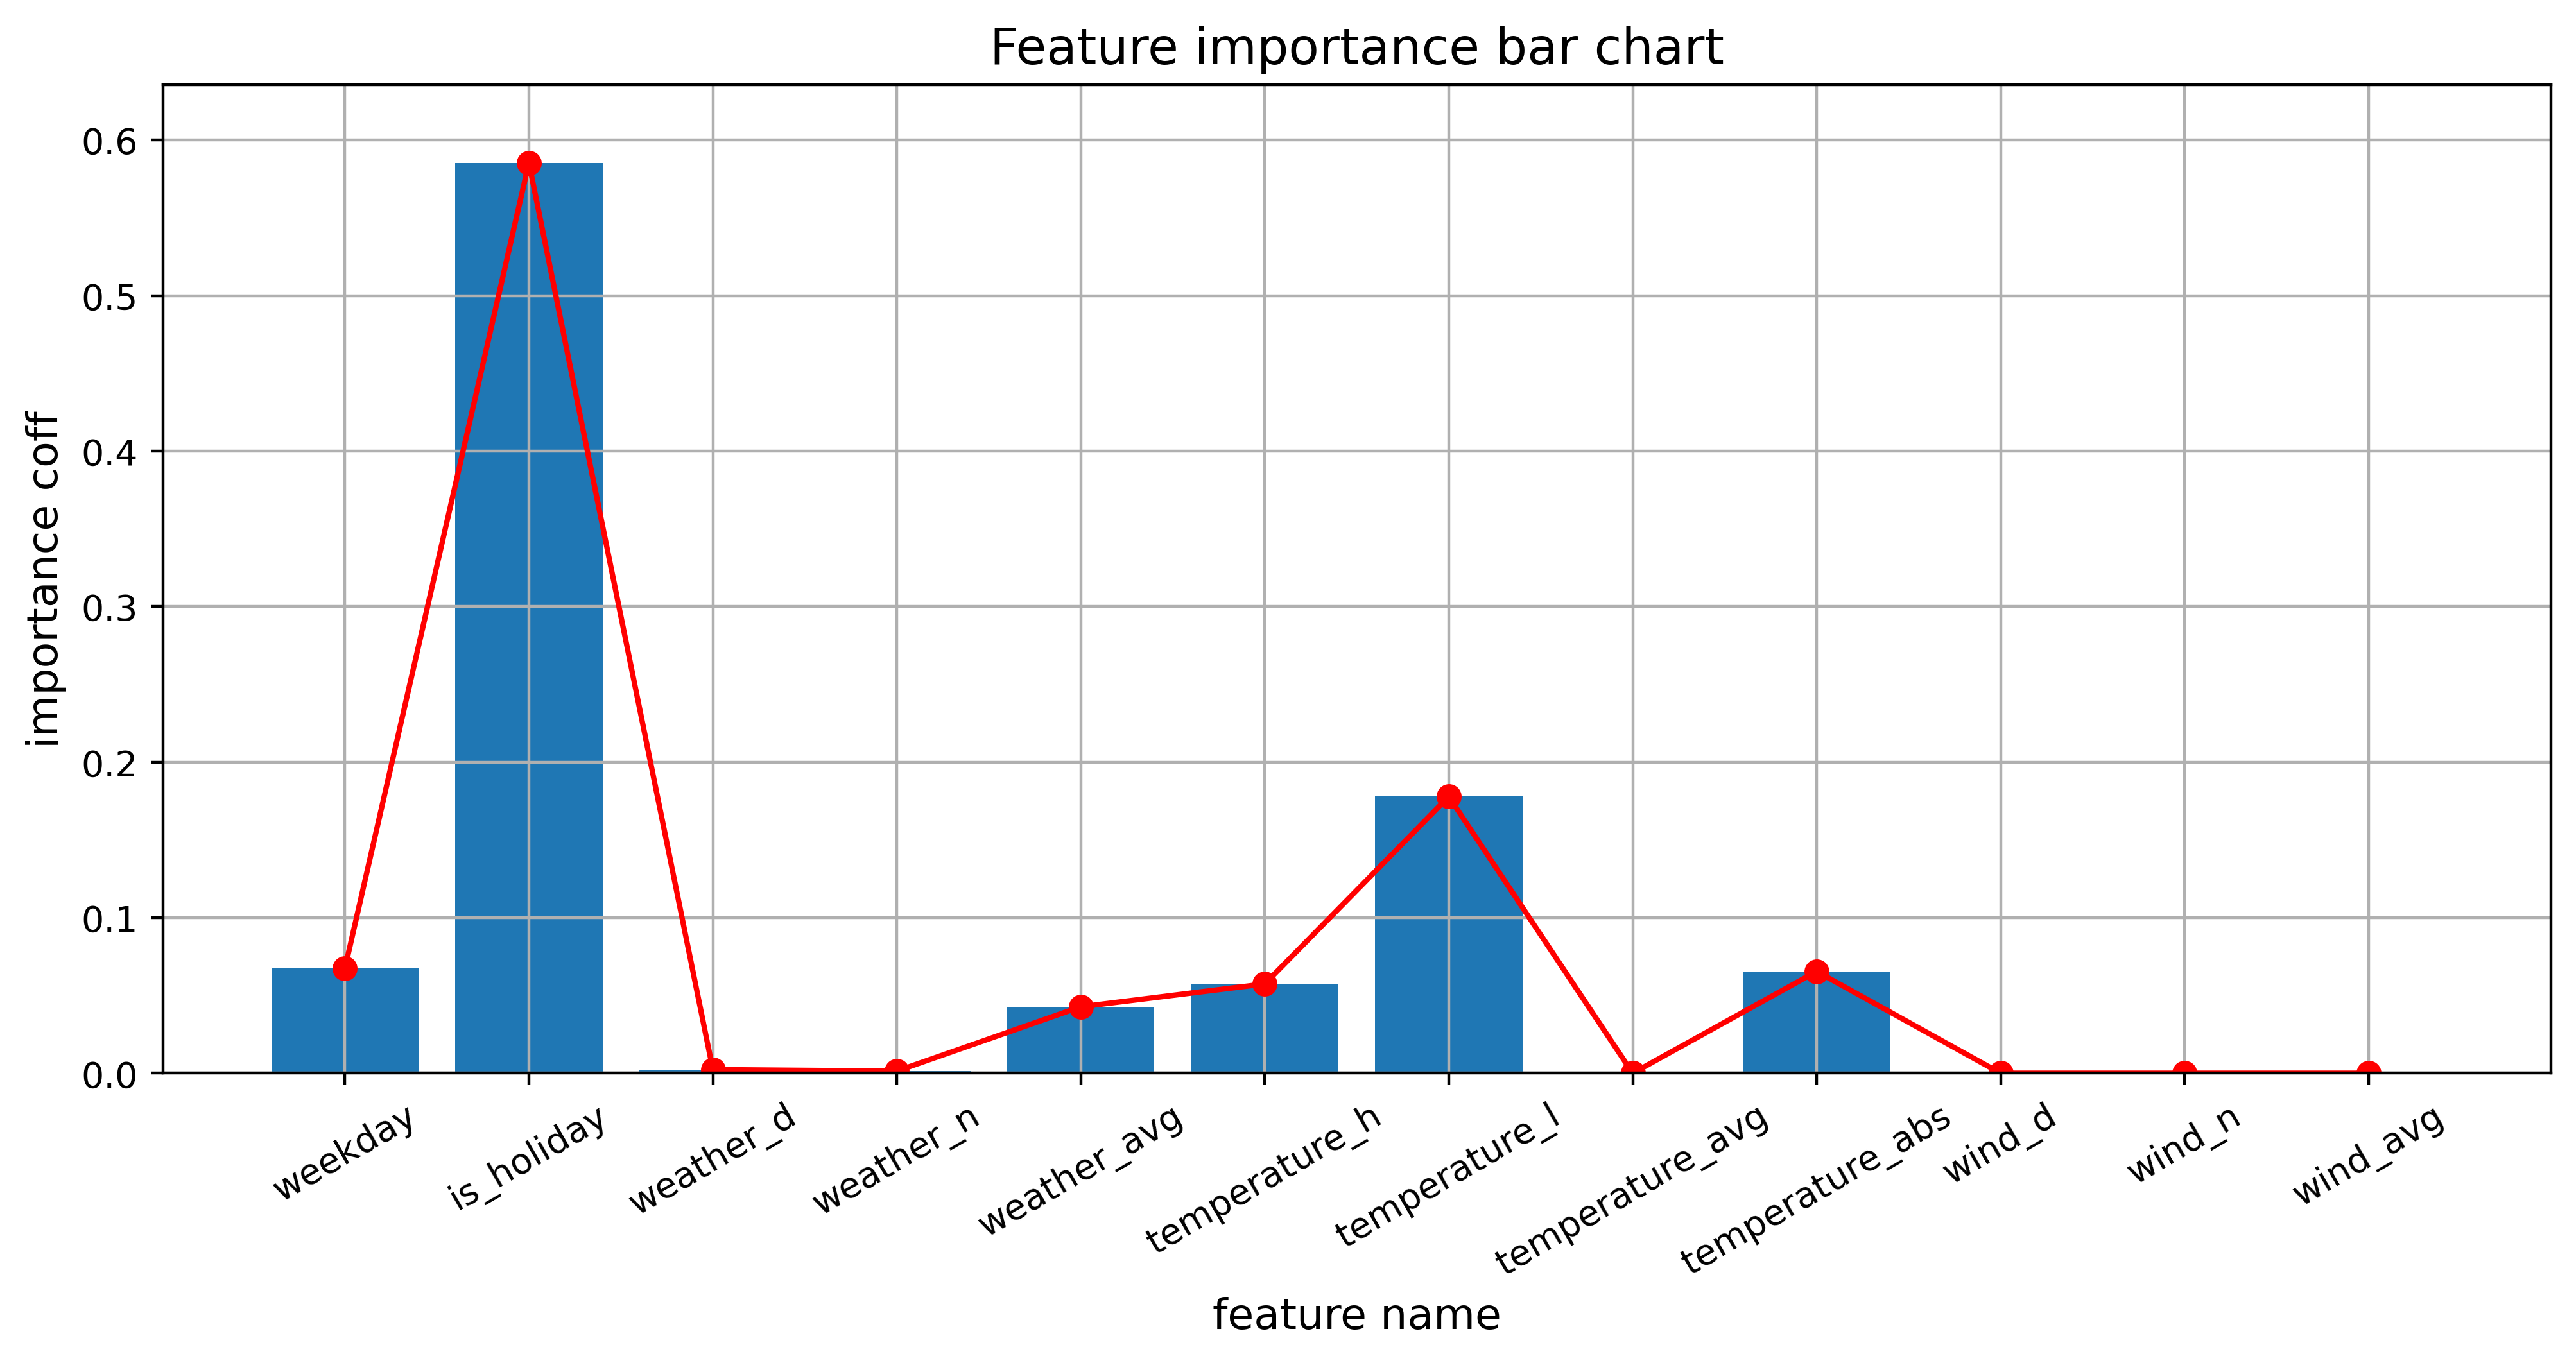 Feature importance bar chart
importance coff
0.6
0.5
0.4
0.3
0.2
0.1
0.0
weekday
is_holiday
weather_d
weather_n
weather_avg
temperature_h
temperature_l
temperature_avg
temperature_abs
wind_d
wind_n
wind_avg
feature name